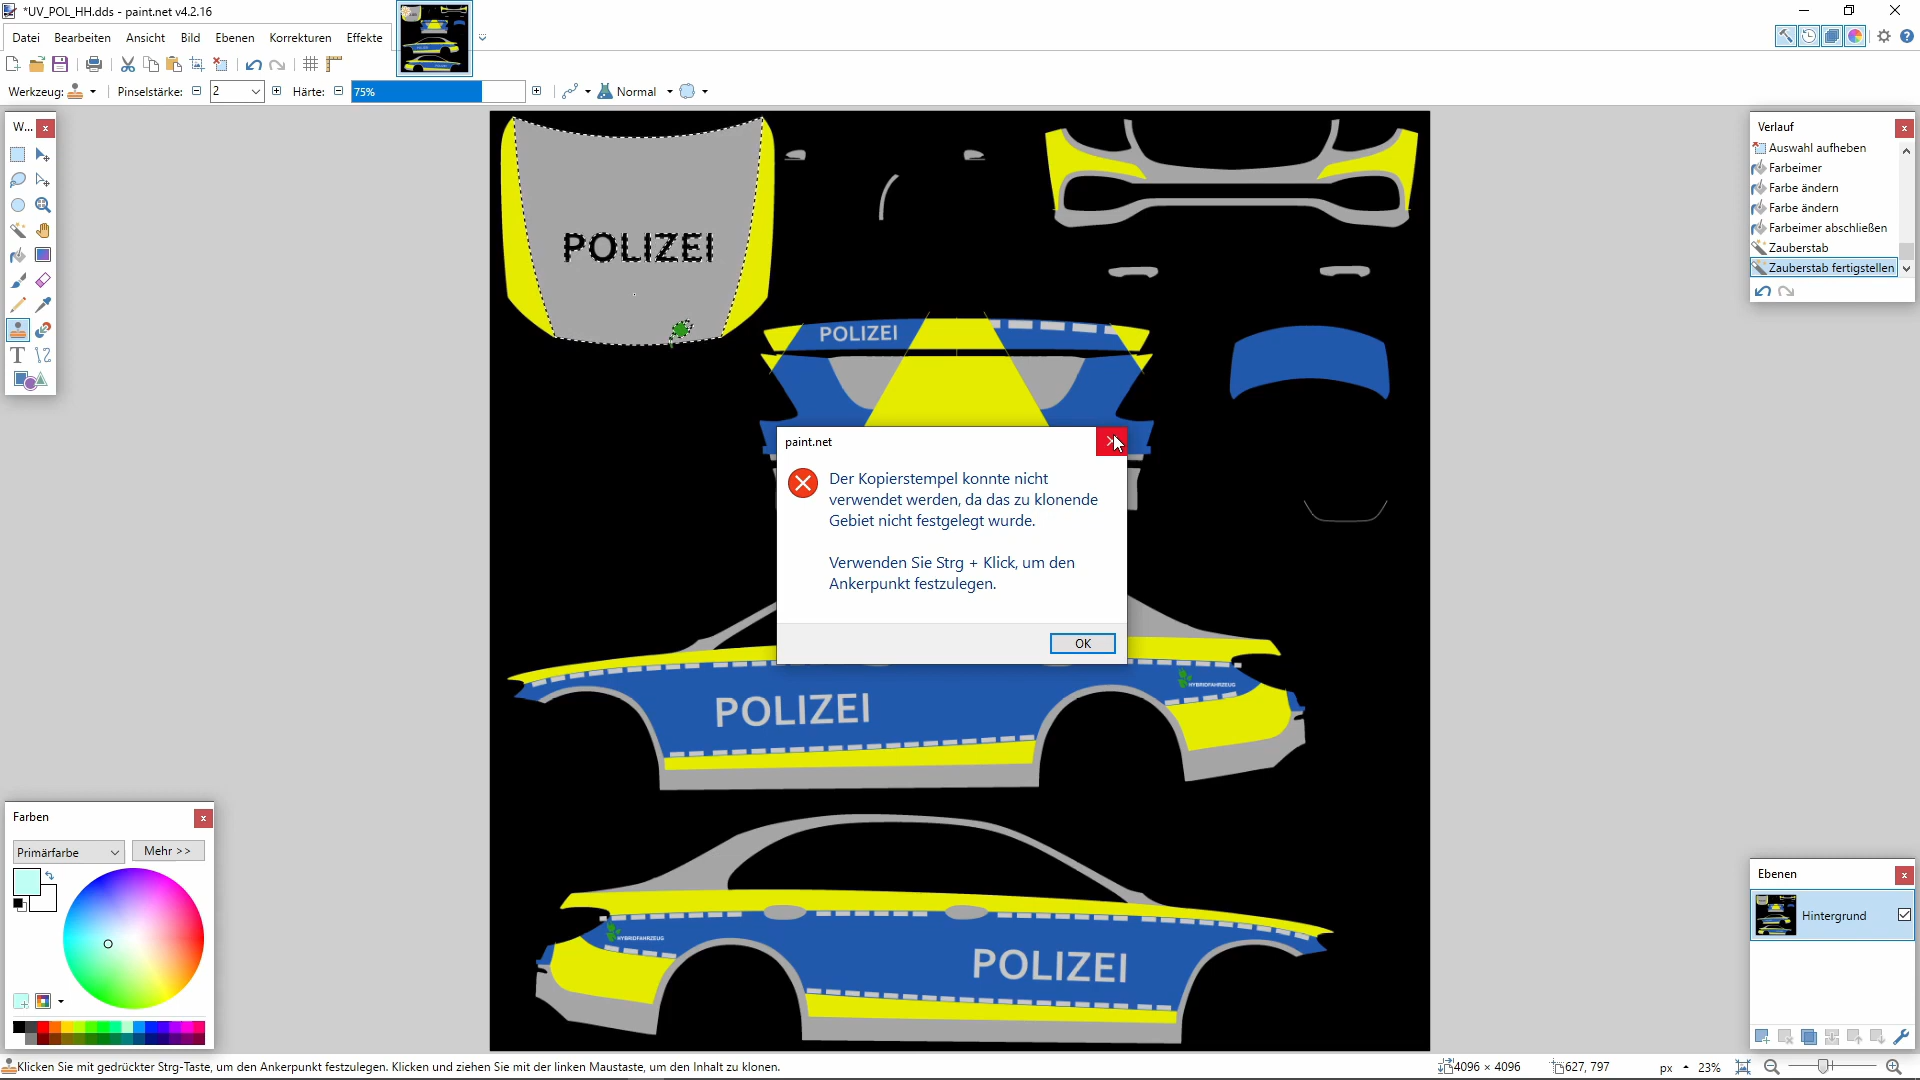 *UV_POL_HH.dds - paint.net v4.2.16
Datei Bearbeiten Ansicht Bild Ebenen Korrekturen Effekte
Werkzeug: Pinselstärke: 2 Härte: 75% Normal
W...
POLIZEI
POLIZEI
Verlauf
Auswahl aufheben
Farbeimer
Farbe ändern
Farbe ändern
Farbeimer abschließen
Zauberstab
Zauberstab fertigstellen
paint.net
Der Kopierstempel konnte nicht
verwendet werden, da das zu klonende
Gebiet nicht festgelegt wurde.
Verwenden Sie Strg + Klick, um den
Ankerpunkt festzulegen.
OK
HYBRIDFAHRZEUG
POLIZEI
HYBRIDFAHRZEUG
POLIZEI
Farben
Primärfarbe
Mehr >>
Ebenen
Hintergrund
Klicken Sie mit gedrückter Strg-Taste, um den Ankerpunkt festzulegen. Klicken und ziehen Sie mit der linken Maustaste, um den Inhalt zu klonen.
4096 × 4096 627, 797 px 23%